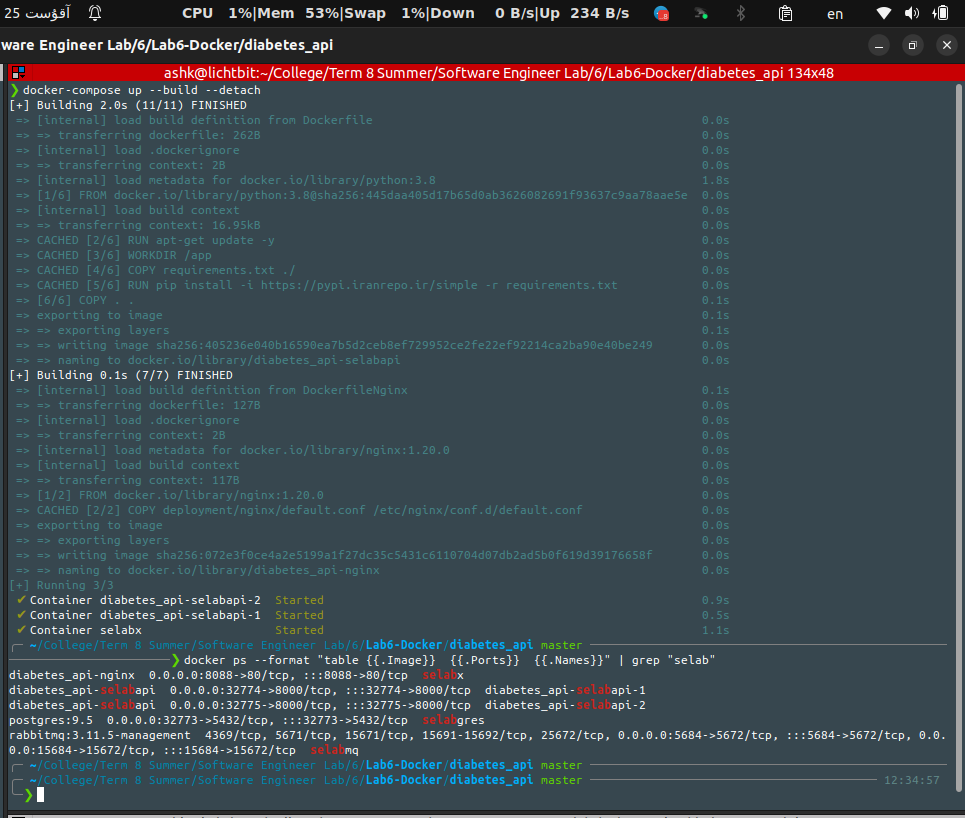 25 آگۇست CPU 1%|Mem 53%|Swap 1%|Down 0 B/s|Up 234 B/s en
ware Engineer Lab/6/Lab6-Docker/diabetes_api
ashk@lichtbit:~/College/Term 8 Summer/Software Engineer Lab/6/Lab6-Docker/diabetes_api 134x48
❯ docker-compose up --build --detach
[+] Building 2.0s (11/11) FINISHED
=> [internal] load build definition from Dockerfile 0.0s
=> => transferring dockerfile: 262B 0.0s
=> [internal] load .dockerignore 0.0s
=> => transferring context: 2B 0.0s
=> [internal] load metadata for docker.io/library/python:3.8 1.8s
=> [1/6] FROM docker.io/library/python:3.8@sha256:445daa405d17b65d0ab3626082691f93637c9aa78aae5e 0.0s
=> [internal] load build context 0.0s
=> => transferring context: 16.95kB 0.0s
=> CACHED [2/6] RUN apt-get update -y 0.0s
=> CACHED [3/6] WORKDIR /app 0.0s
=> CACHED [4/6] COPY requirements.txt ./ 0.0s
=> CACHED [5/6] RUN pip install -i https://pypi.iranrepo.ir/simple -r requirements.txt 0.0s
=> [6/6] COPY . . 0.1s
=> exporting to image 0.1s
=> => exporting layers 0.1s
=> => writing image sha256:405236e040b16590ea7b5d2ceb8ef729952ce2fe22ef92214ca2ba90e40be249 0.0s
=> => naming to docker.io/library/diabetes_api-selabapi 0.0s
[+] Building 0.1s (7/7) FINISHED
=> [internal] load build definition from DockerfileNginx 0.1s
=> => transferring dockerfile: 127B 0.0s
=> [internal] load .dockerignore 0.0s
=> => transferring context: 2B 0.0s
=> [internal] load metadata for docker.io/library/nginx:1.20.0 0.0s
=> [internal] load build context 0.0s
=> => transferring context: 117B 0.0s
=> [1/2] FROM docker.io/library/nginx:1.20.0 0.0s
=> CACHED [2/2] COPY deployment/nginx/default.conf /etc/nginx/conf.d/default.conf 0.0s
=> exporting to image 0.0s
=> => exporting layers 0.0s
=> => writing image sha256:072e3f0ce4a2e5199a1f27dc35c5431c6110704d07db2ad5b0f619d39176658f 0.0s
=> => naming to docker.io/library/diabetes_api-nginx 0.0s
[+] Running 3/3
✔ Container diabetes_api-selabapi-2 Started 0.9s
✔ Container diabetes_api-selabapi-1 Started 0.5s
✔ Container selabx Started 1.1s
~/College/Term 8 Summer/Software Engineer Lab/6/Lab6-Docker/diabetes_api master
❯ docker ps --format "table {{.Image}} {{.Ports}} {{.Names}}" | grep "selab"
diabetes_api-nginx 0.0.0.0:8088->80/tcp, :::8088->80/tcp selabx
diabetes_api-selabapi 0.0.0.0:32774->8000/tcp, :::32774->8000/tcp diabetes_api-selabapi-1
diabetes_api-selabapi 0.0.0.0:32775->8000/tcp, :::32775->8000/tcp diabetes_api-selabapi-2
postgres:9.5 0.0.0.0:32773->5432/tcp, :::32773->5432/tcp selabgres
rabbitmq:3.11.5-management 4369/tcp, 5671/tcp, 15671/tcp, 15691-15692/tcp, 25672/tcp, 0.0.0.0:5684->5672/tcp, :::5684->5672/tcp, 0.0.
0.0:15684->15672/tcp, :::15684->15672/tcp selabmq
~/College/Term 8 Summer/Software Engineer Lab/6/Lab6-Docker/diabetes_api master
~/College/Term 8 Summer/Software Engineer Lab/6/Lab6-Docker/diabetes_api master 12:34:57
❯